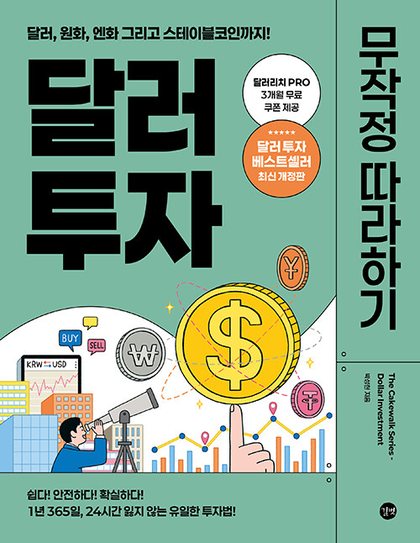 달러, 원화, 엔화 그리고 스테이블코인까지!
달러
투자
달러리치 PRO
3개월 무료
쿠폰 제공
달러 투자
베스트셀러
최신 개정판
무작정 따라하기
The Cakewalk Series -
Dollar Investment
박성현 지음
BUY
SELL
KRW USD
쉽다! 안전하다! 확실하다!
1년 365일, 24시간 잃지 않는 유일한 투자법!
길벗